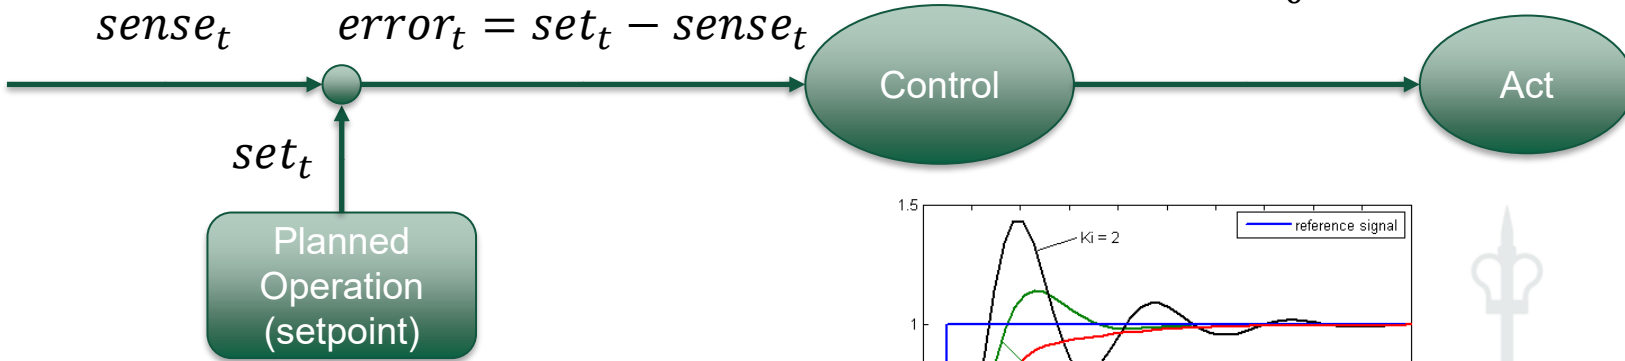 sense_t error_t = set_t − sense_t
Control
Act
set_t
Planned
Operation
(setpoint)
1.5
reference signal
Ki = 2
1